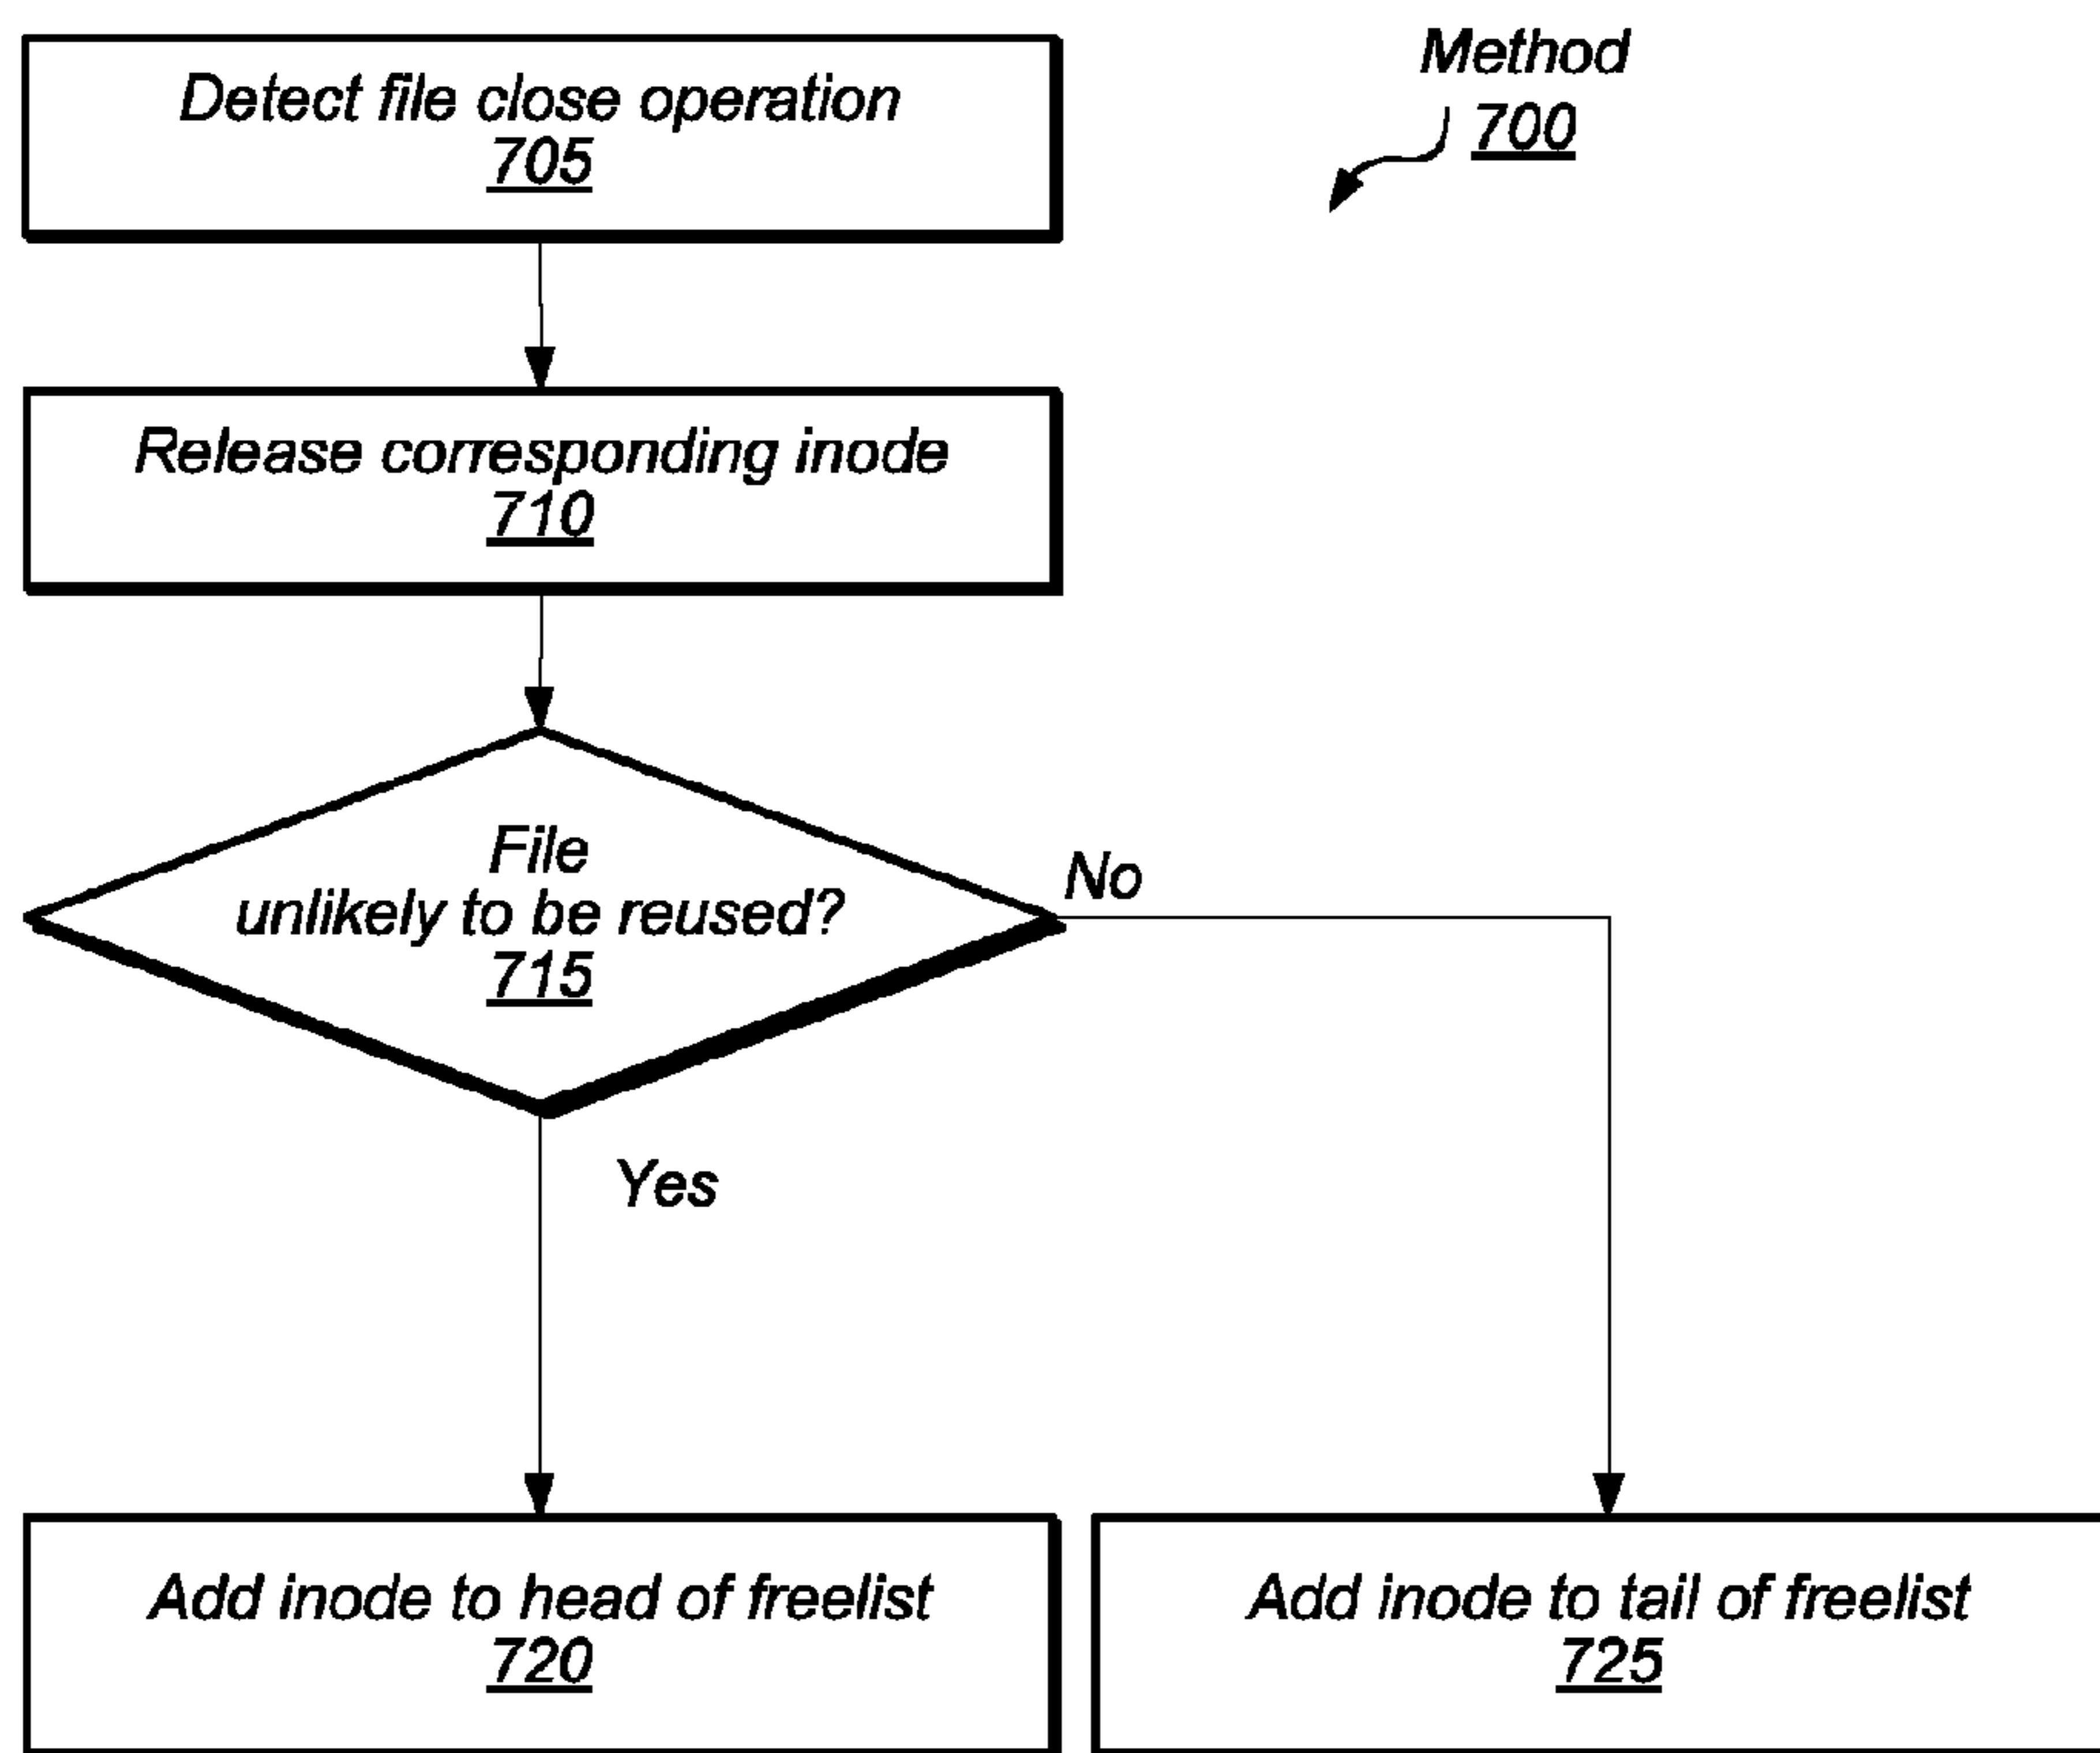 Method
700
Detect file close operation
705
Release corresponding inode
710
File
unlikely to be reused?
715
No
Yes
Add inode to head of freelist
720
Add inode to tail of freelist
725